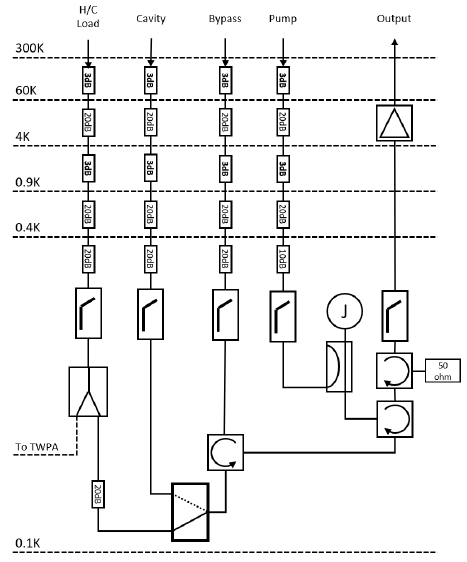 H/C
Load
Cavity
Bypass
Pump
Output
300K
3dB
3dB
3dB
3dB
60K
20dB
20dB
20dB
20dB
4K
3dB
3dB
3dB
3dB
0.9K
20dB
20dB
20dB
20dB
0.4K
20dB
20dB
20dB
10dB
J
50
ohm
To TWPA
20dB
0.1K